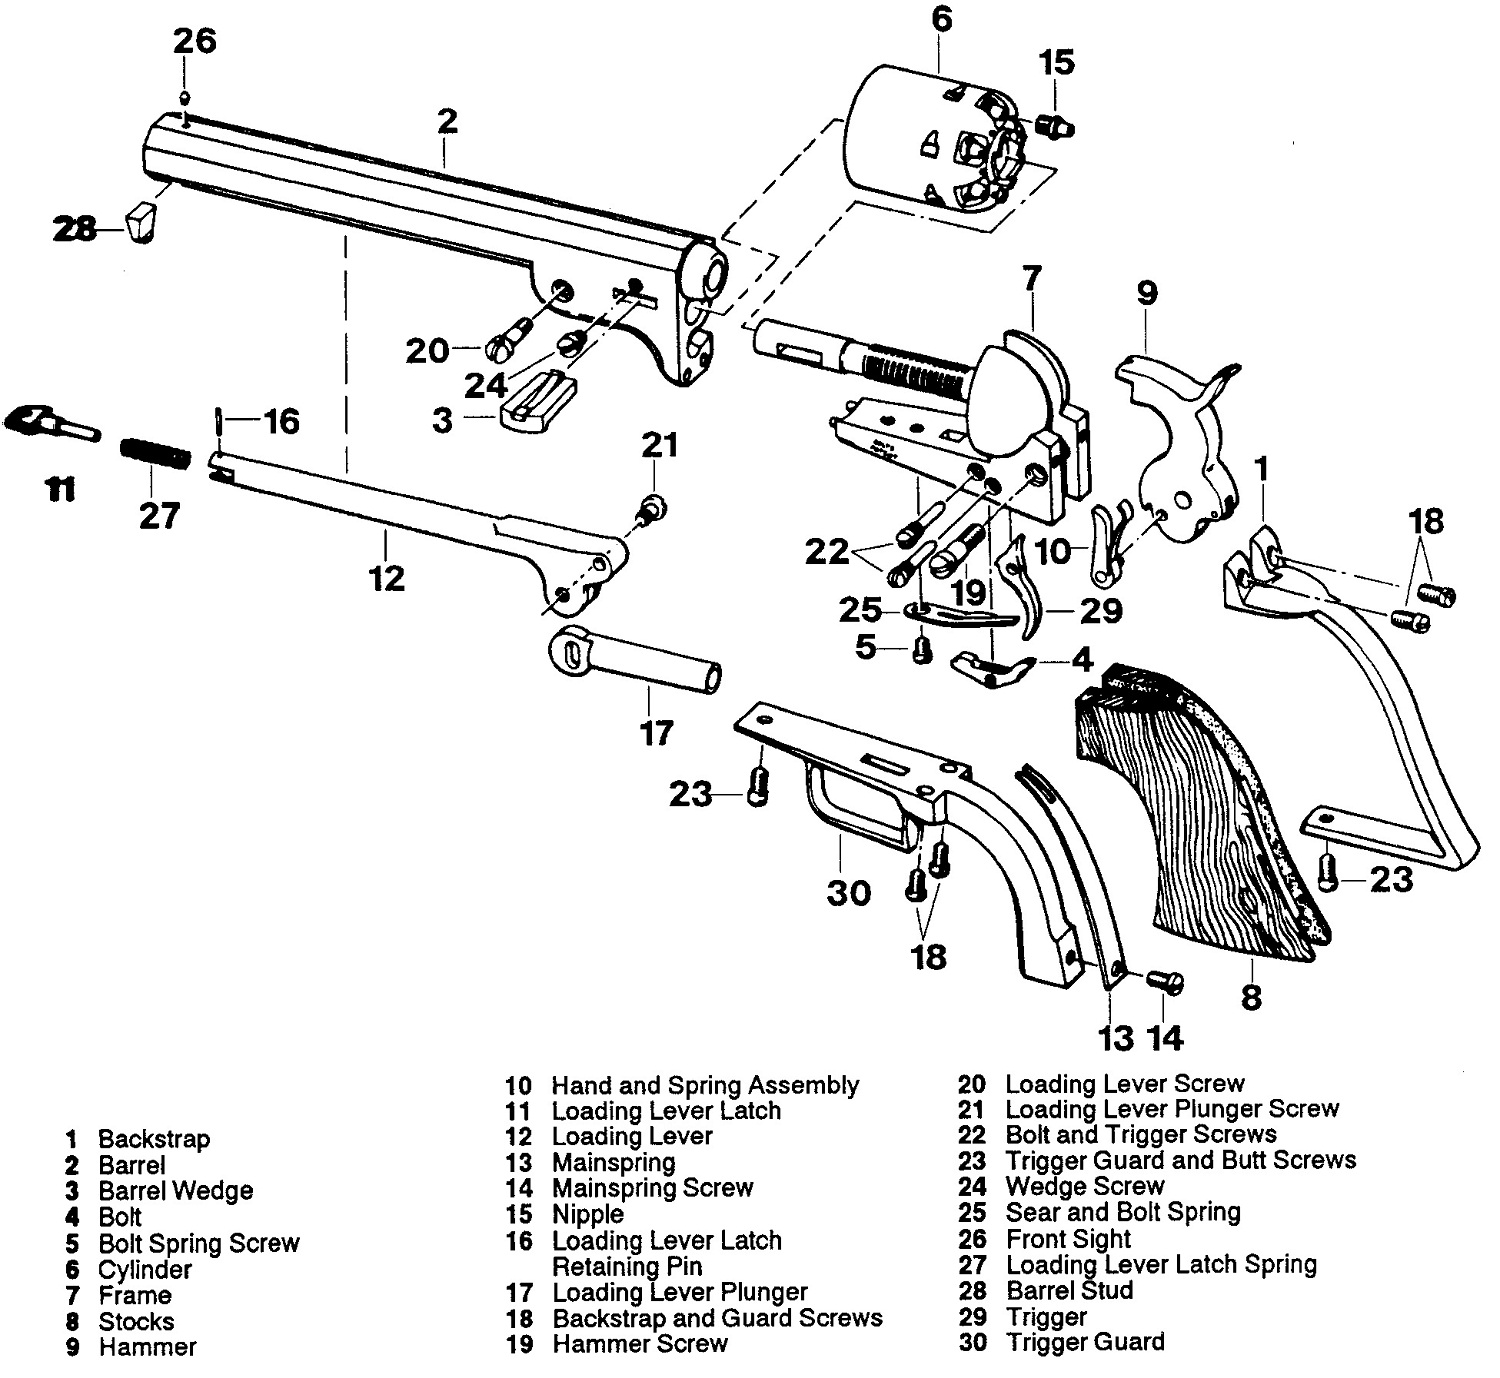 26
6
15
2
28
7
9
20
24
3
16
21
1
11
27
18
22
10
12
19
25
29
5
4
17
23
30
23
18
8
13 14
1 Backstrap
2 Barrel
3 Barrel Wedge
4 Bolt
5 Bolt Spring Screw
6 Cylinder
7 Frame
8 Stocks
9 Hammer
10 Hand and Spring Assembly
11 Loading Lever Latch
12 Loading Lever
13 Mainspring
14 Mainspring Screw
15 Nipple
16 Loading Lever Latch
Retaining Pin
17 Loading Lever Plunger
18 Backstrap and Guard Screws
19 Hammer Screw
20 Loading Lever Screw
21 Loading Lever Plunger Screw
22 Bolt and Trigger Screws
23 Trigger Guard and Butt Screws
24 Wedge Screw
25 Sear and Bolt Spring
26 Front Sight
27 Loading Lever Latch Spring
28 Barrel Stud
29 Trigger
30 Trigger Guard